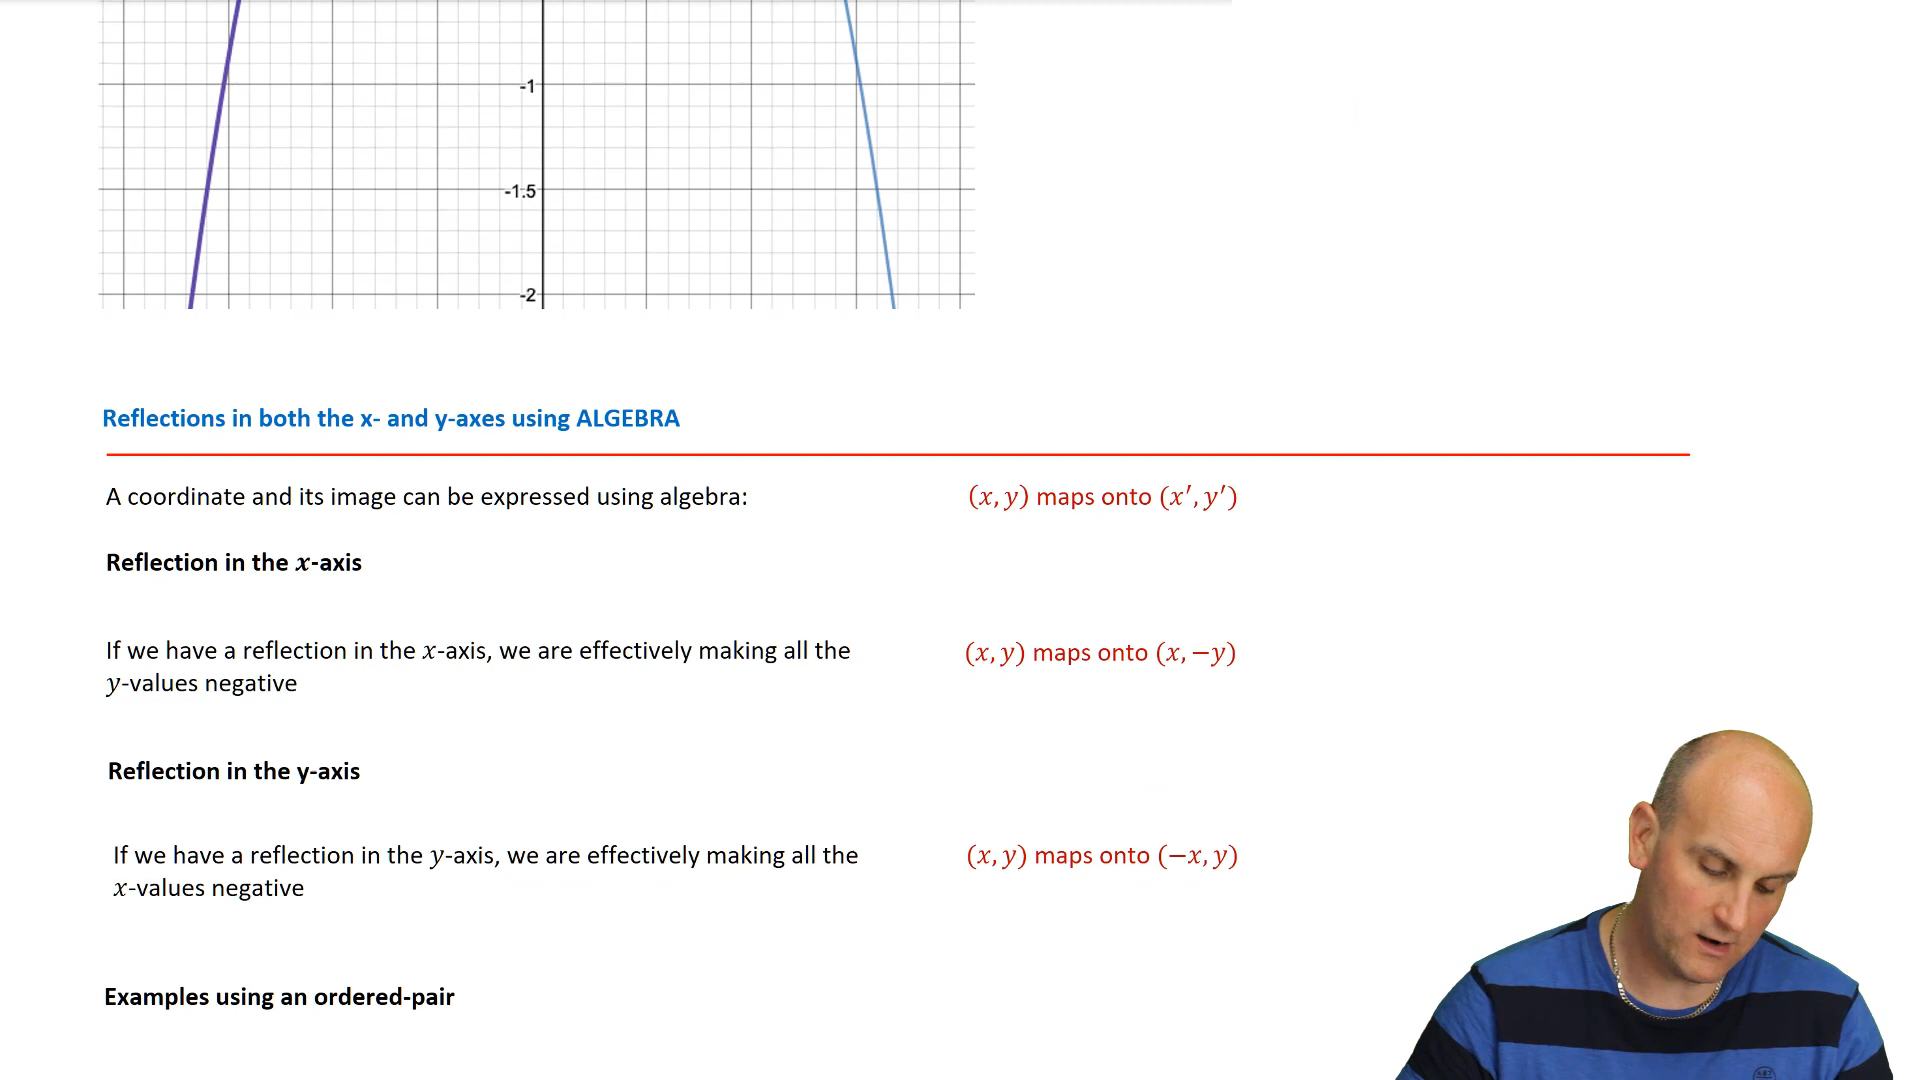 -1
-1.5
-2
Reflections in both the x- and y-axes using ALGEBRA
A coordinate and its image can be expressed using algebra: (x, y) maps onto (x′, y′)
Reflection in the x-axis
If we have a reflection in the x-axis, we are effectively making all the (x, y) maps onto (x, −y)
y-values negative
Reflection in the y-axis
If we have a reflection in the y-axis, we are effectively making all the (x, y) maps onto (−x, y)
x-values negative
Examples using an ordered-pair